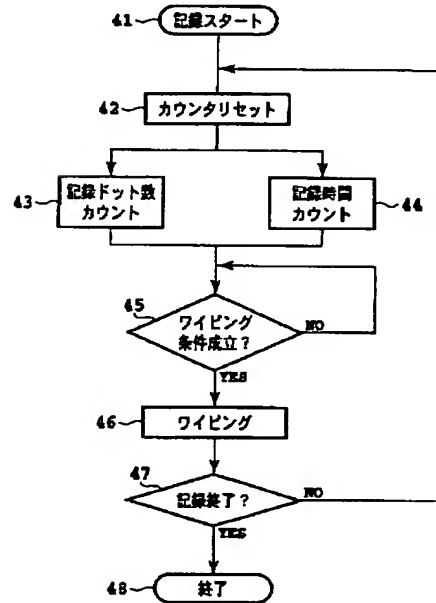 41
記録スタート
42
カウンタリセット
43
記録ドット数
カウント
記録時間
カウント
44
45
ワイピング
条件成立?
NO
YES
46
ワイピング
47
記録終了?
NO
YES
48
終了